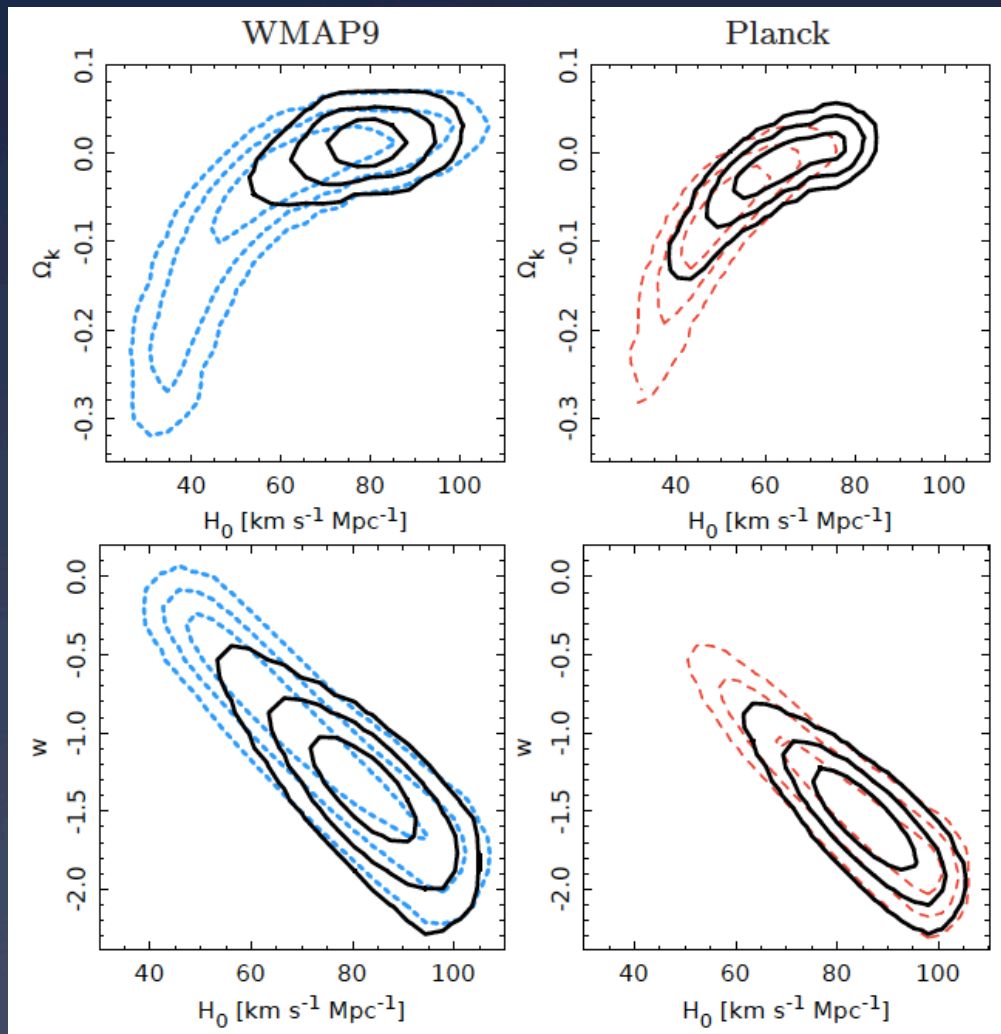 WMAP9 Planck
0.1 0.1
0.0 0.0
-0.1 -0.1
Ωk Ωk
-0.2 -0.2
-0.3 -0.3
40 60 80 100 40 60 80 100
H0 [km s-1 Mpc-1] H0 [km s-1 Mpc-1]
0.0 0.0
-0.5 -0.5
-1.0 -1.0
w w
-1.5 -1.5
-2.0 -2.0
40 60 80 100 40 60 80 100
H0 [km s-1 Mpc-1] H0 [km s-1 Mpc-1]